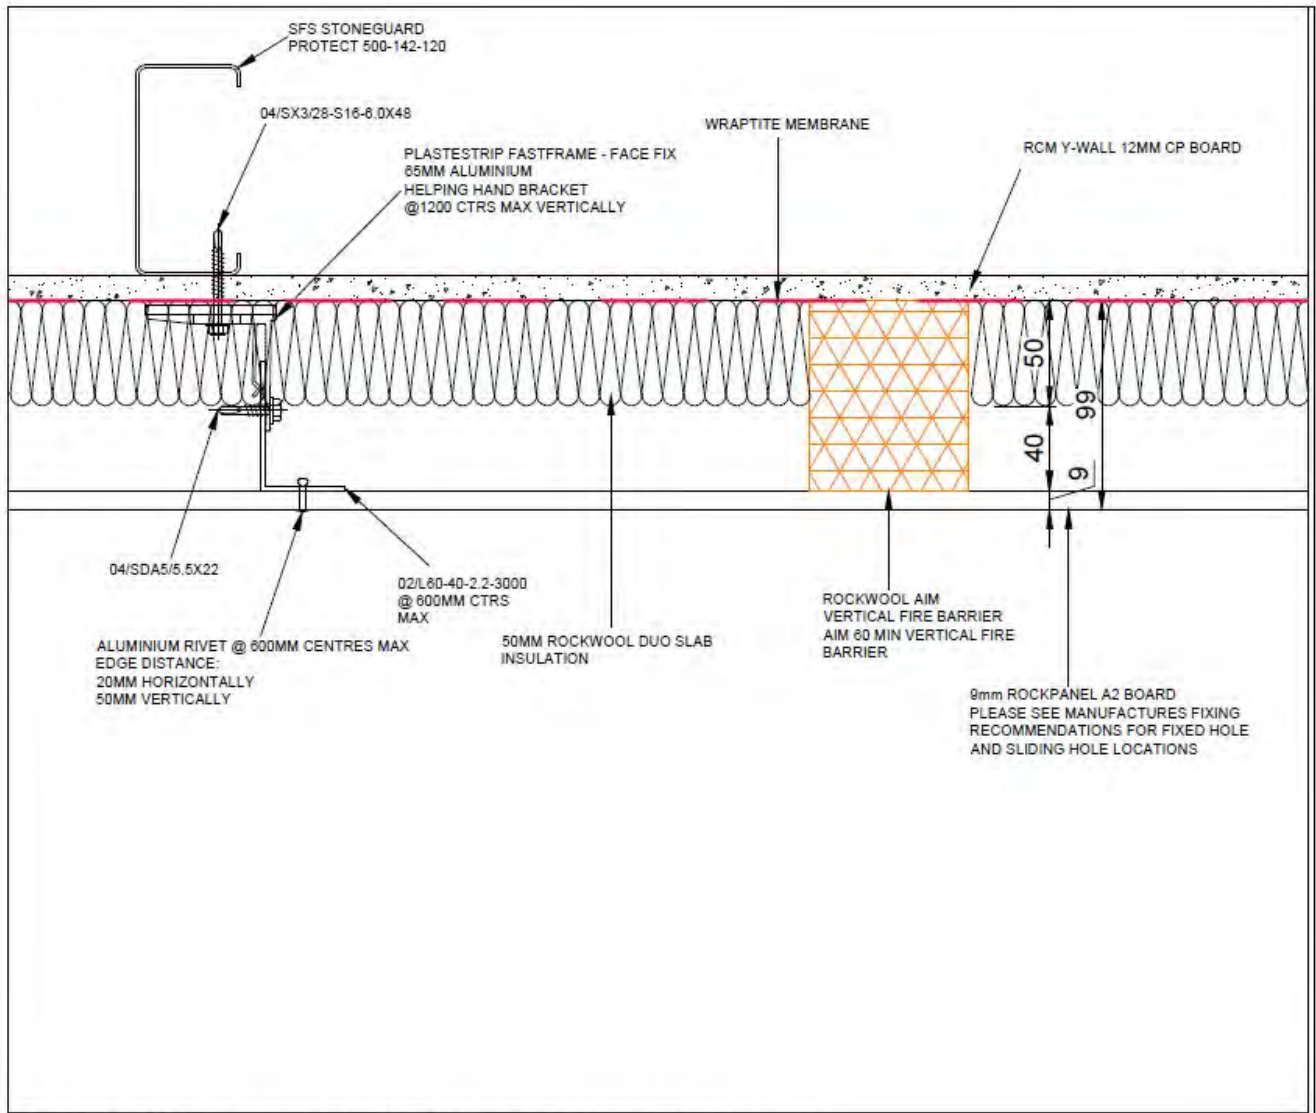 SFS STONEGUARD
PROTECT 500-142-120
04/SX3/28-S16-6.0X48
WRAPTITE MEMBRANE
RCM Y-WALL 12MM CP BOARD
PLASTESTRIP FASTFRAME - FACE FIX
65MM ALUMINIUM
HELPING HAND BRACKET
@1200 CTRS MAX VERTICALLY
50
99
40
9
04/SDA5/5.5X22
02/L60-40-2.2-3000
@ 600MM CTRS
MAX
ALUMINIUM RIVET @ 600MM CENTRES MAX
EDGE DISTANCE:
20MM HORIZONTALLY
50MM VERTICALLY
50MM ROCKWOOL DUO SLAB
INSULATION
ROCKWOOL AIM
VERTICAL FIRE BARRIER
AIM 60 MIN VERTICAL FIRE
BARRIER
9mm ROCKPANEL A2 BOARD
PLEASE SEE MANUFACTURES FIXING
RECOMMENDATIONS FOR FIXED HOLE
AND SLIDING HOLE LOCATIONS